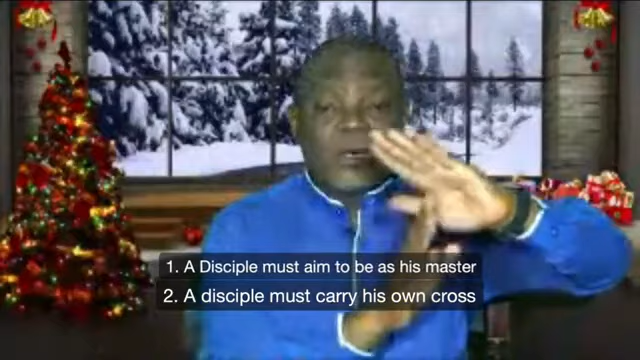 1. A Disciple must aim to be as his master
2. A disciple must carry his own cross